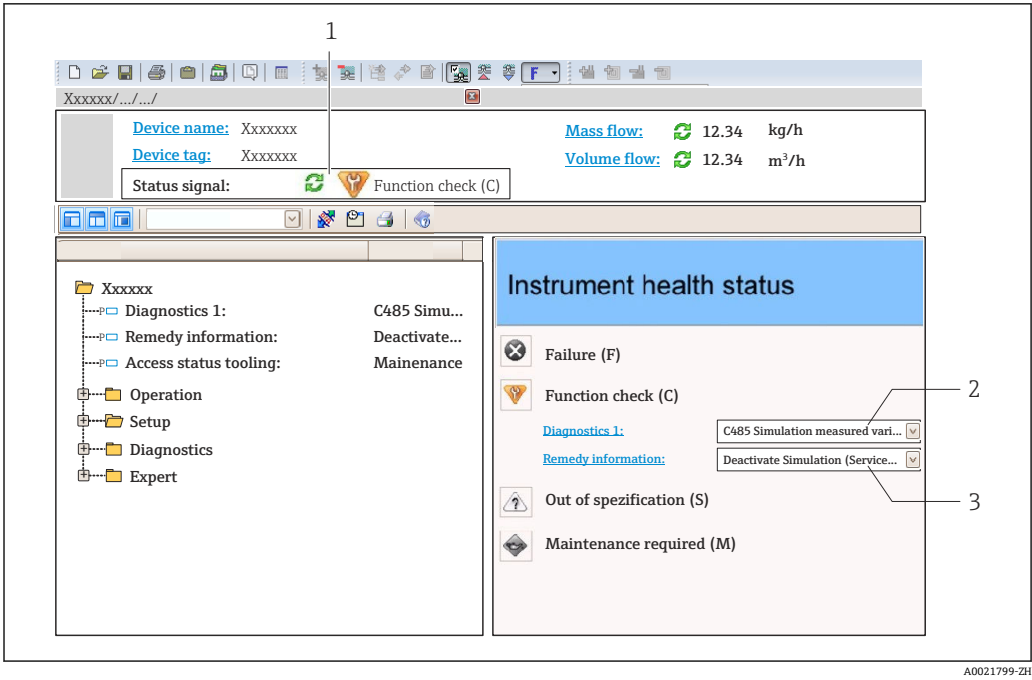 1
F
Xxxxxx/.../.../
Device name: Xxxxxxx
Mass flow: 12.34 kg/h
Device tag: Xxxxxxx
Volume flow: 12.34 m³/h
Status signal: Function check (C)
Xxxxxx
Diagnostics 1: C485 Simu...
Remedy information: Deactivate...
Access status tooling: Mainenance
Operation
Setup
Diagnostics
Expert
Instrument health status
Failure (F)
Function check (C)
2
Diagnostics 1: C485 Simulation measured vari...
Remedy information: Deactivate Simulation (Service...
3
Out of spezification (S)
Maintenance required (M)
A0021799-ZH